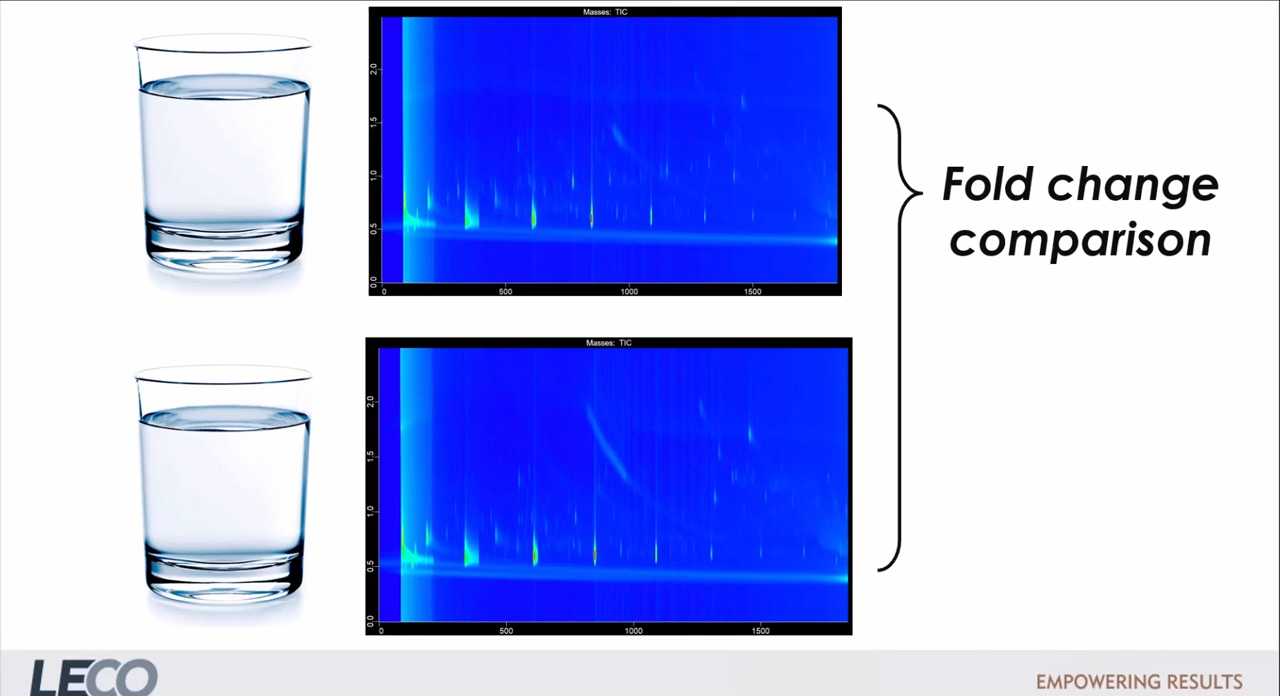 Masses: TIC
2.0
1.5
1.0
0.5
0.0
0 500 1000 1500
Fold change
comparison
Masses: TIC
2.0
1.5
1.0
0.5
0.0
0 500 1000 1500
LECO
EMPOWERING RESULTS